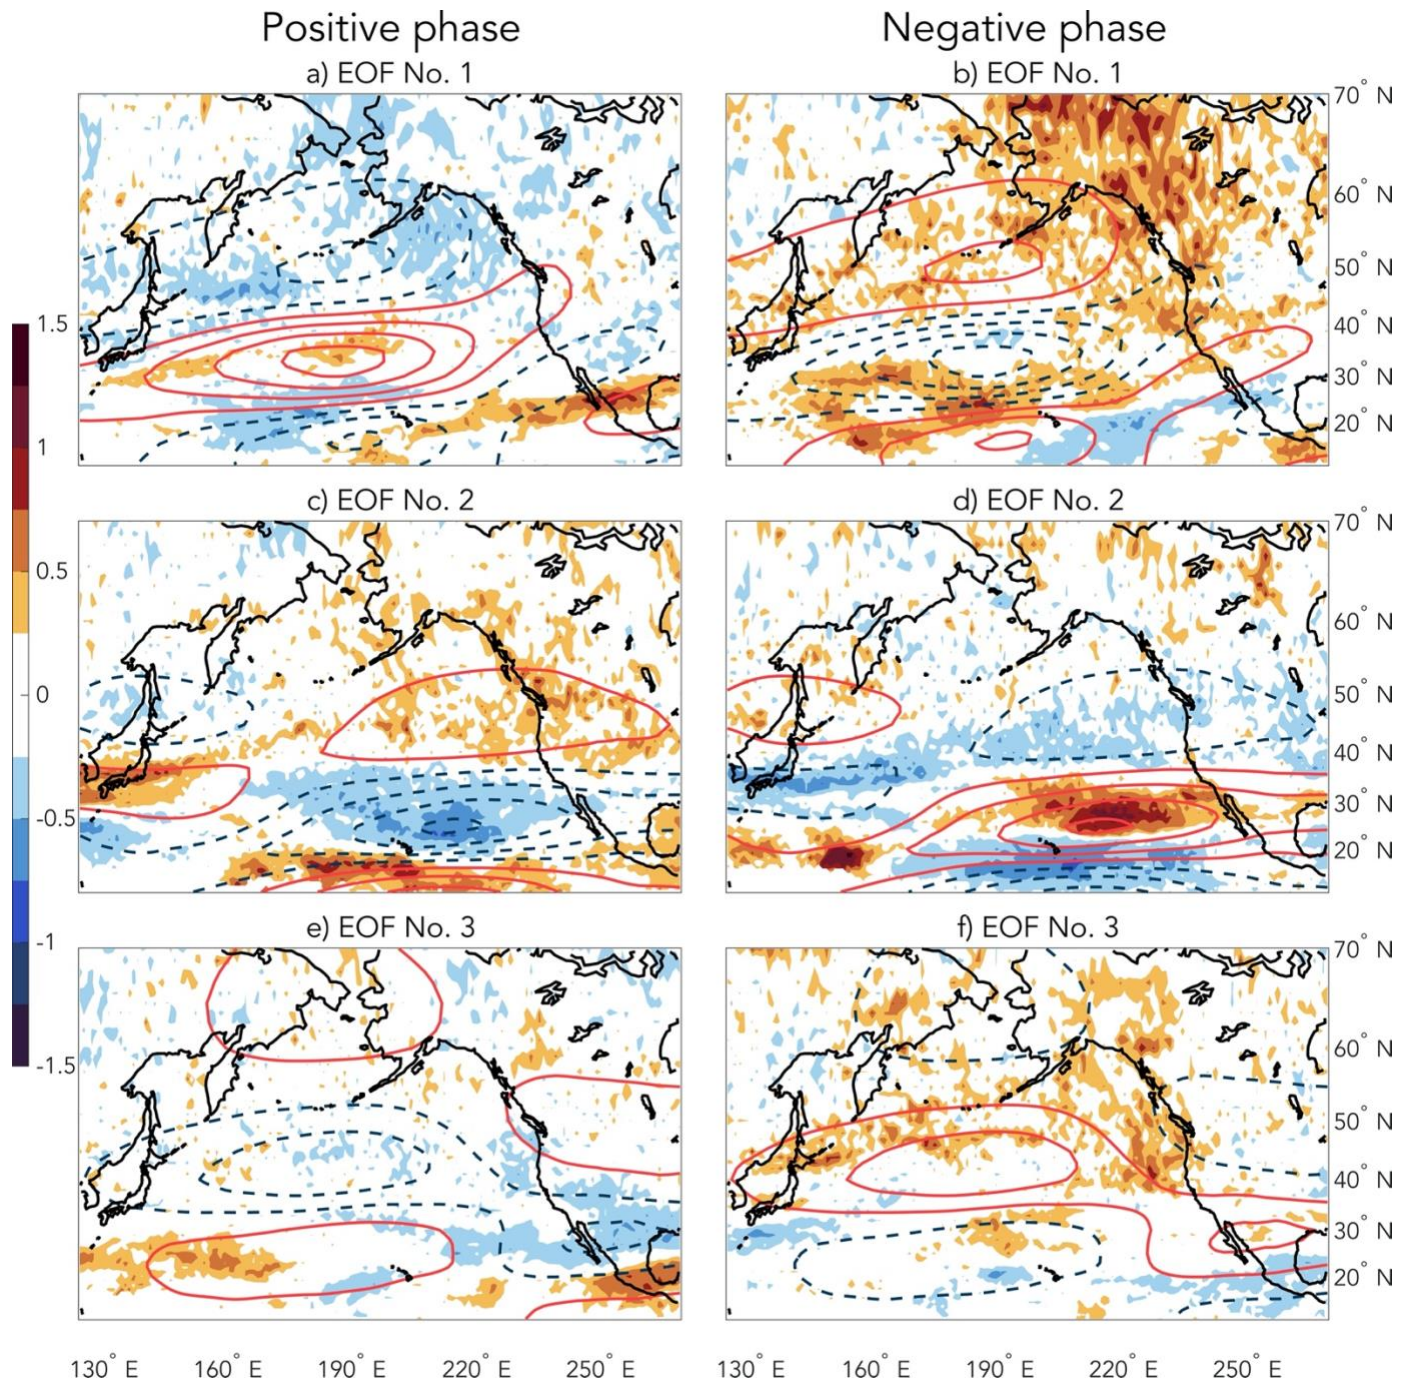 Positive phase
Negative phase
a) EOF No. 1
b) EOF No. 1
70° N
60° N
50° N
40° N
30° N
20° N
1.5
1
0.5
0
-0.5
-1
-1.5
c) EOF No. 2
d) EOF No. 2
70° N
60° N
50° N
40° N
30° N
20° N
e) EOF No. 3
f) EOF No. 3
70° N
60° N
50° N
40° N
30° N
20° N
130° E 160° E 190° E 220° E 250° E
130° E 160° E 190° E 220° E 250° E